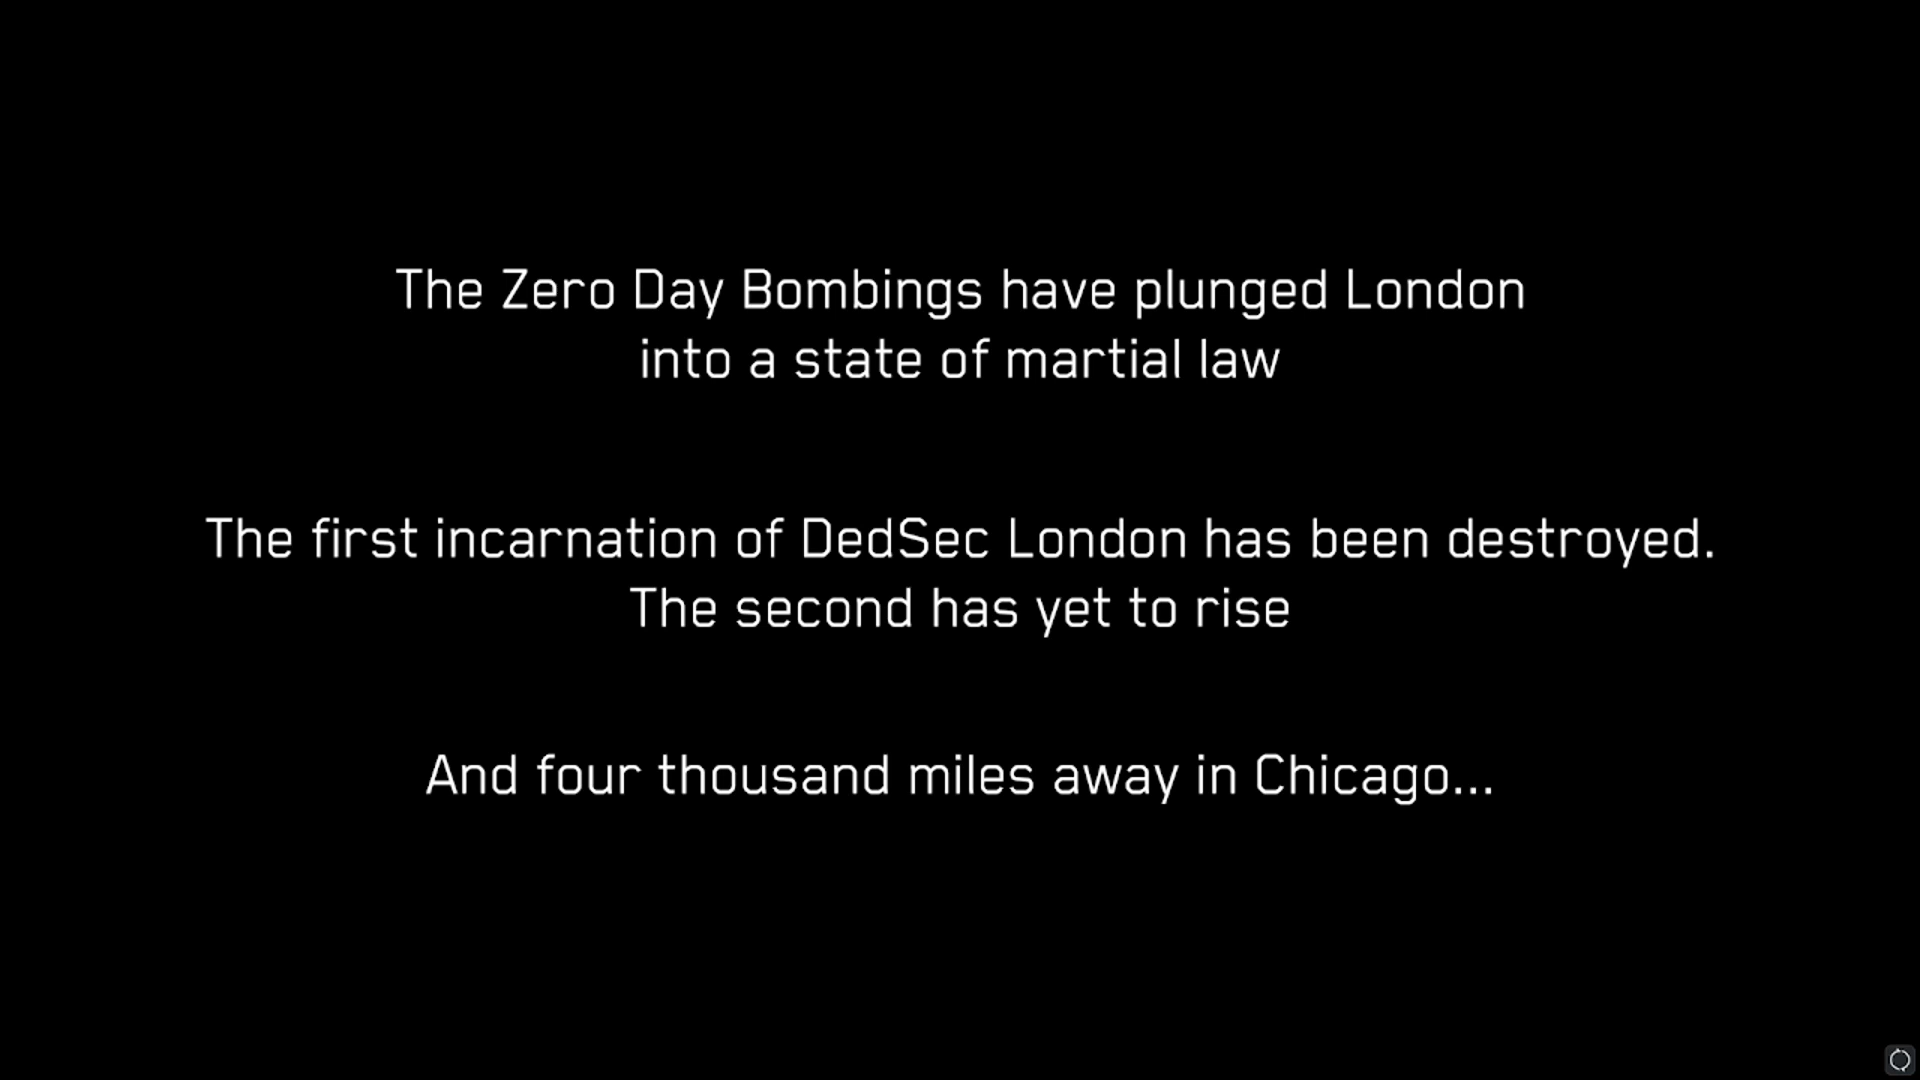 The Zero Day Bombings have plunged London
into a state of martial law
The first incarnation of DedSec London has been destroyed.
The second has yet to rise
And four thousand miles away in Chicago...